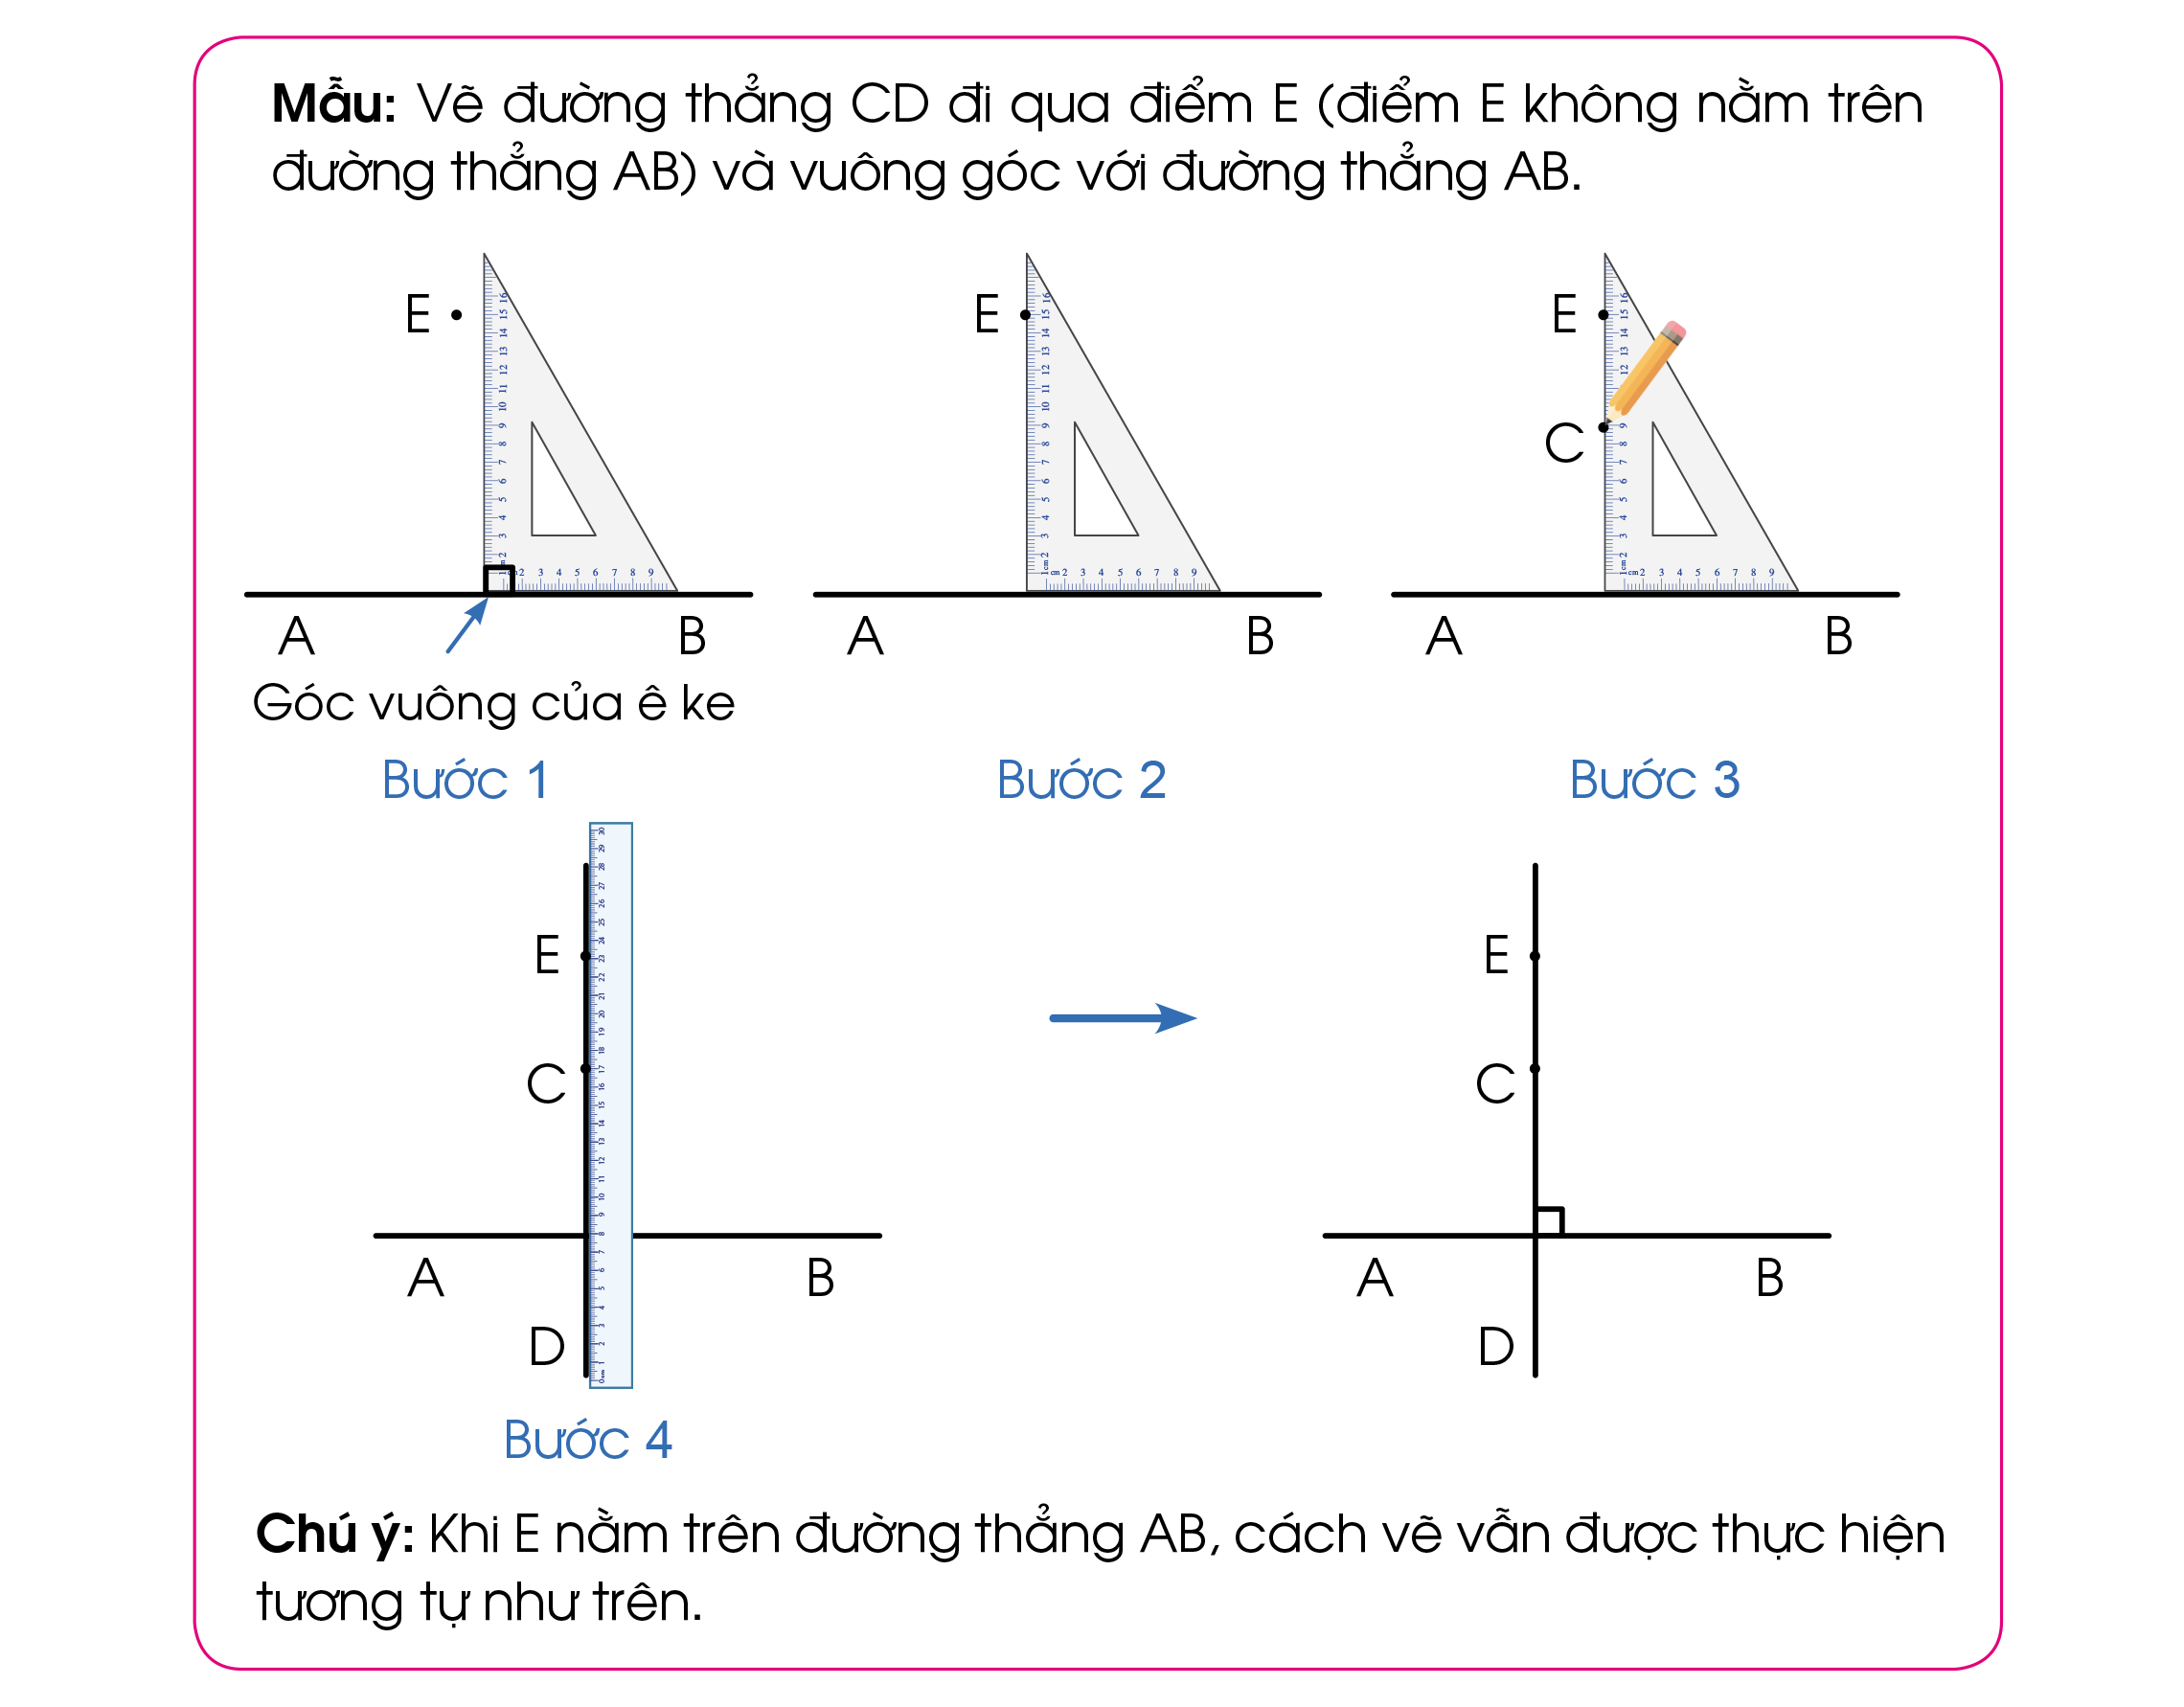 Mẫu: Vẽ đường thẳng CD đi qua điểm E (điểm E không nằm trên
đường thẳng AB) và vuông góc với đường thẳng AB.
E
E
E
C
A
B
A
B
A
B
Góc vuông của ê ke
Bước 1
Bước 2
Bước 3
E
E
C
C
A
B
A
B
D
D
Bước 4
Chú ý: Khi E nằm trên đường thẳng AB, cách vẽ vẫn được thực hiện
tương tự như trên.